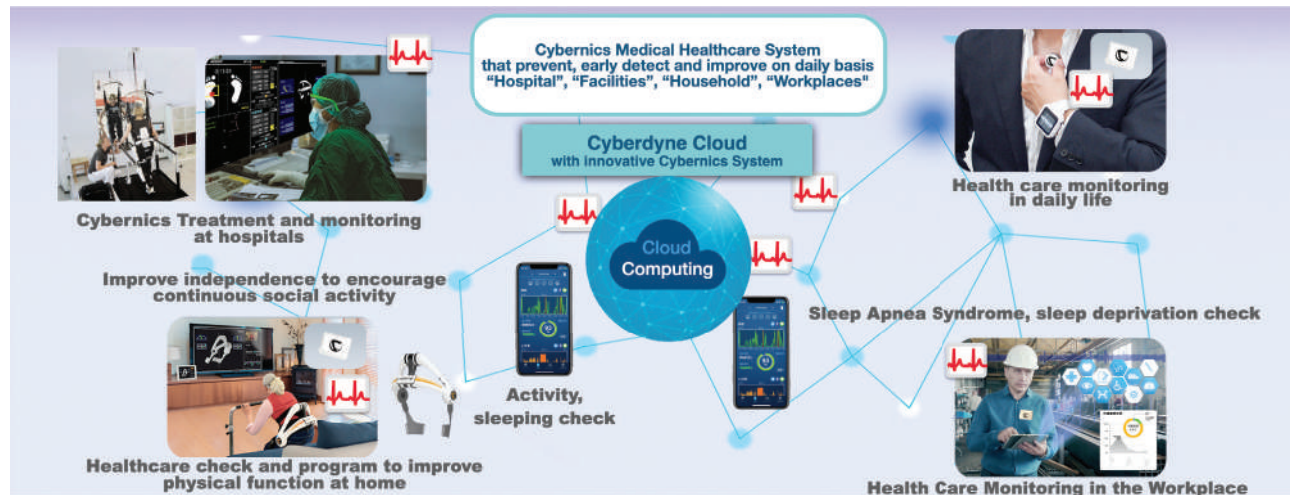 Cybernics Medical Healthcare System
that prevent, early detect and improve on daily basis
“Hospital”, “Facilities”, “Household”, “Workplaces"
Cyberdyne Cloud
with innovative Cybernics System
Cloud
Computing
Cybernics Treatment and monitoring
at hospitals
Improve independence to encourage
continuous social activity
Healthcare check and program to improve
physical function at home
Activity,
sleeping check
Health care monitoring
in daily life
Sleep Apnea Syndrome, sleep deprivation check
Health Care Monitoring in the Workplace